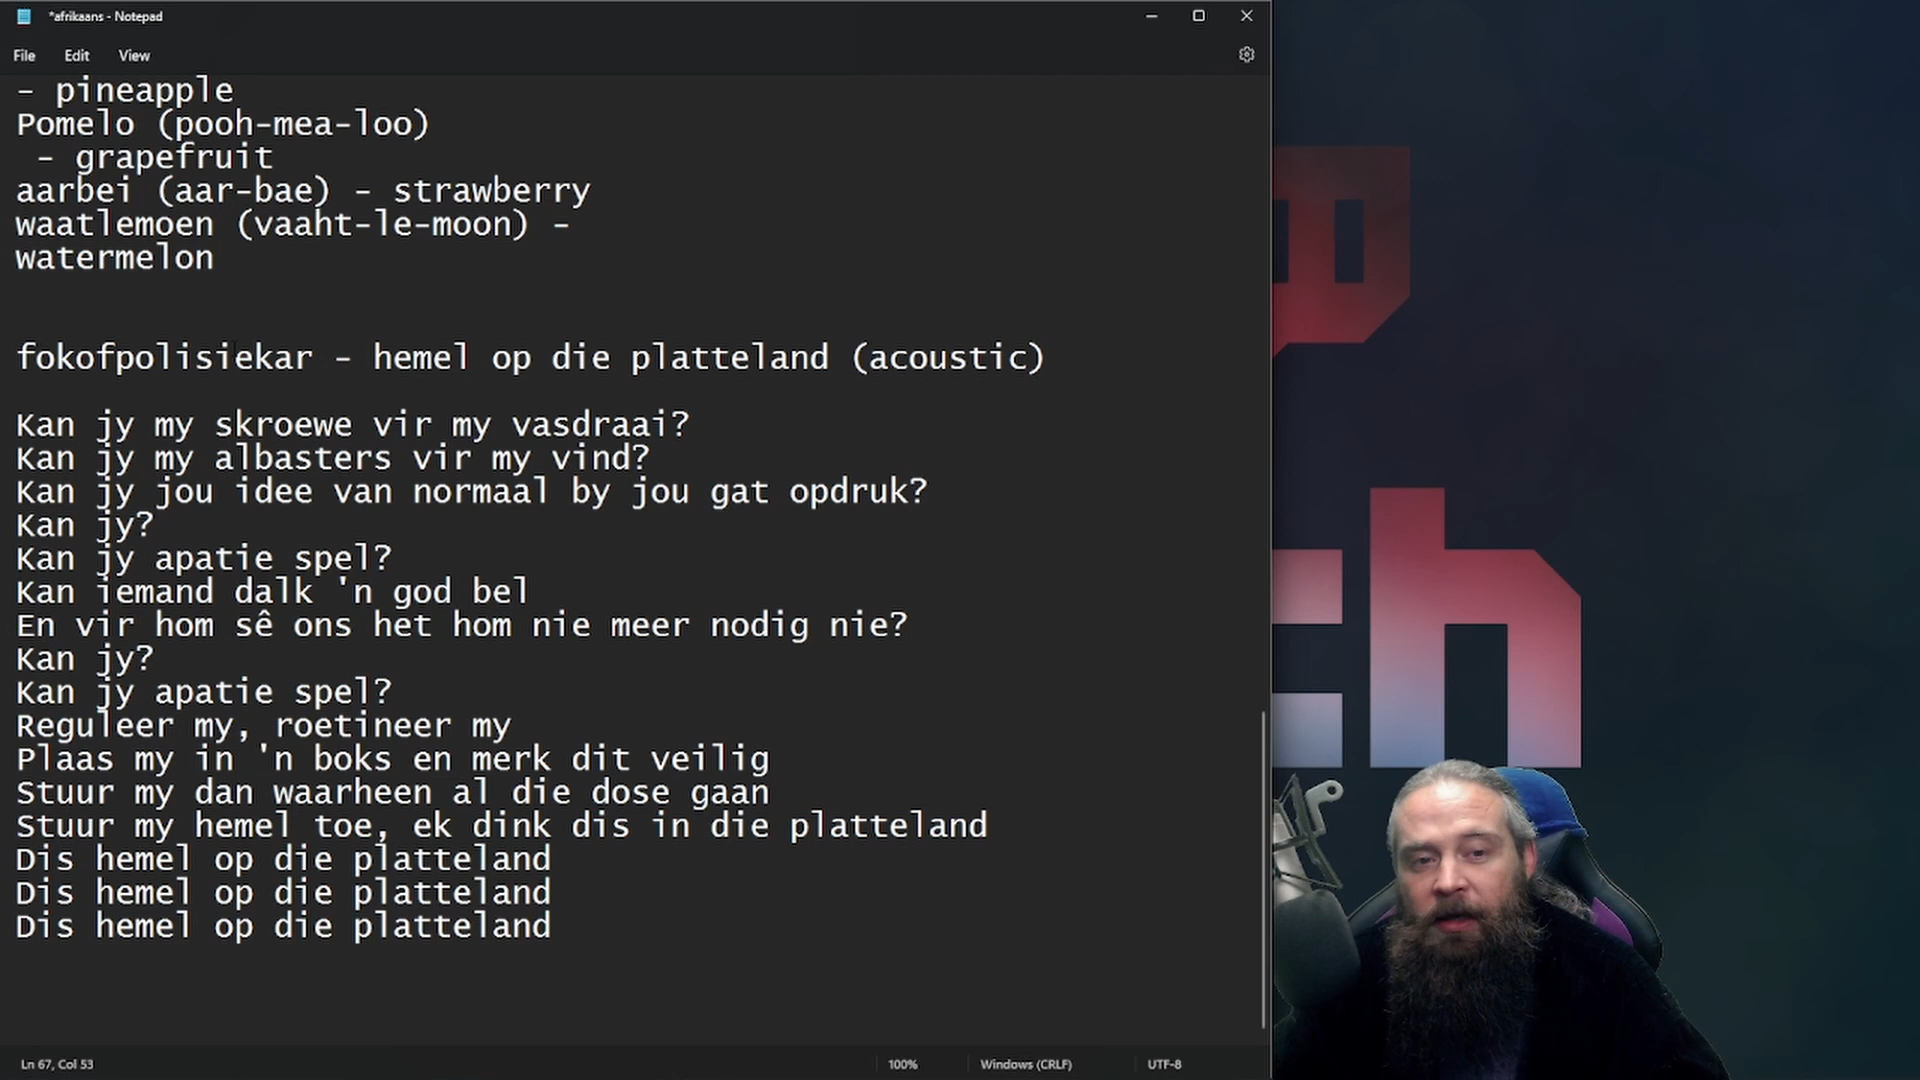 *afrikaans - Notepad
File Edit View
- pineapple
Pomelo (pooh-mea-loo)
- grapefruit
aarbei (aar-bae) - strawberry
waatlemoen (vaaht-le-moon) -
watermelon
fokofpolisiekar - hemel op die platteland (acoustic)
Kan jy my skroewe vir my vasdraai?
Kan jy my albasters vir my vind?
Kan jy jou idee van normaal by jou gat opdruk?
Kan jy?
Kan jy apatie spel?
Kan iemand dalk 'n god bel
En vir hom sê ons het hom nie meer nodig nie?
Kan jy?
Kan jy apatie spel?
Reguleer my, roetineer my
Plaas my in 'n boks en merk dit veilig
Stuur my dan waarheen al die dose gaan
Stuur my hemel toe, ek dink dis in die platteland
Dis hemel op die platteland
Dis hemel op die platteland
Dis hemel op die platteland
Ln 67, Col 53 100% Windows (CRLF) UTF-8